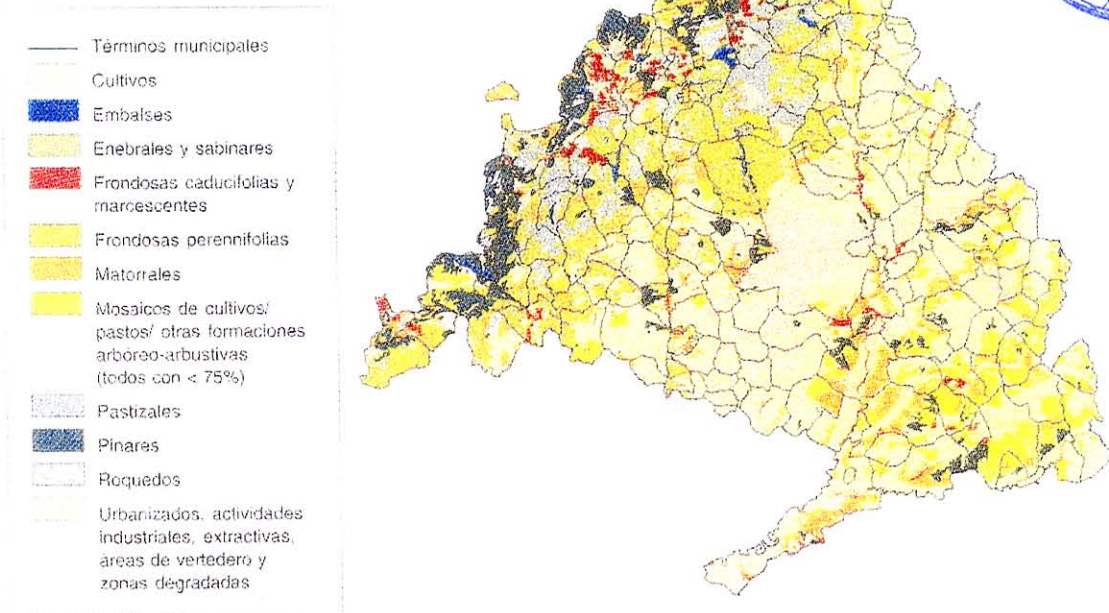 Términos municipales
Cultivos
Embalses
Enebrales y sabinares
Frondosas caducifolias y
marcescentes
Frondosas perennifolias
Matorrales
Mosaicos de cultivos/
pastos/ otras formaciones
arbóreo-arbustivas
(todos con < 75%)
Pastizales
Pinares
Roquedos
Urbanizados, actividades
industriales, extractivas,
áreas de vertedero y
zonas degradadas